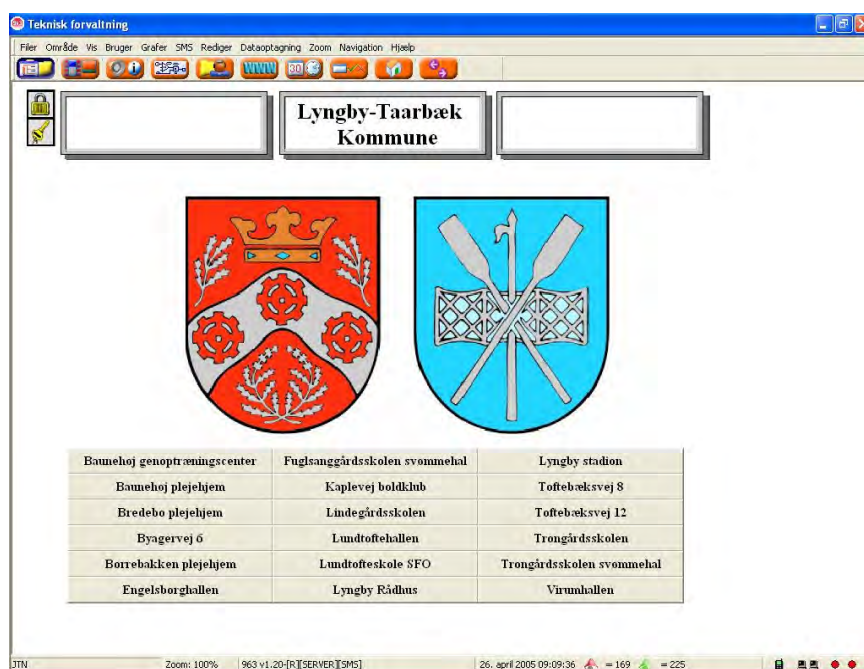 Teknisk forvaltning
Filer Område Vis Bruger Grafer SMS Rediger Dataoptagning Zoom Navigation Hjælp
WWW 30
Lyngby-Taarbæk
Kommune
Baunehøj genoptræningscenter Fuglsanggårdsskolen svømmehal Lyngby stadion
Baunehøj plejehjem Kaplevej boldklub Toftebæksvej 8
Bredebo plejehjem Lindegårdsskolen Toftebæksvej 12
Byagervej 6 Lundtoftehallen Trongårdsskolen
Borrebakken plejehjem Lundtofteskole SFO Trongårdsskolen svømmehal
Engelsborghallen Lyngby Rådhus Virumhallen
JTN Zoom: 100% 963 v1.20-[R][SERVER][SMS] 26. april 2005 09:09:36 = 169 = 225